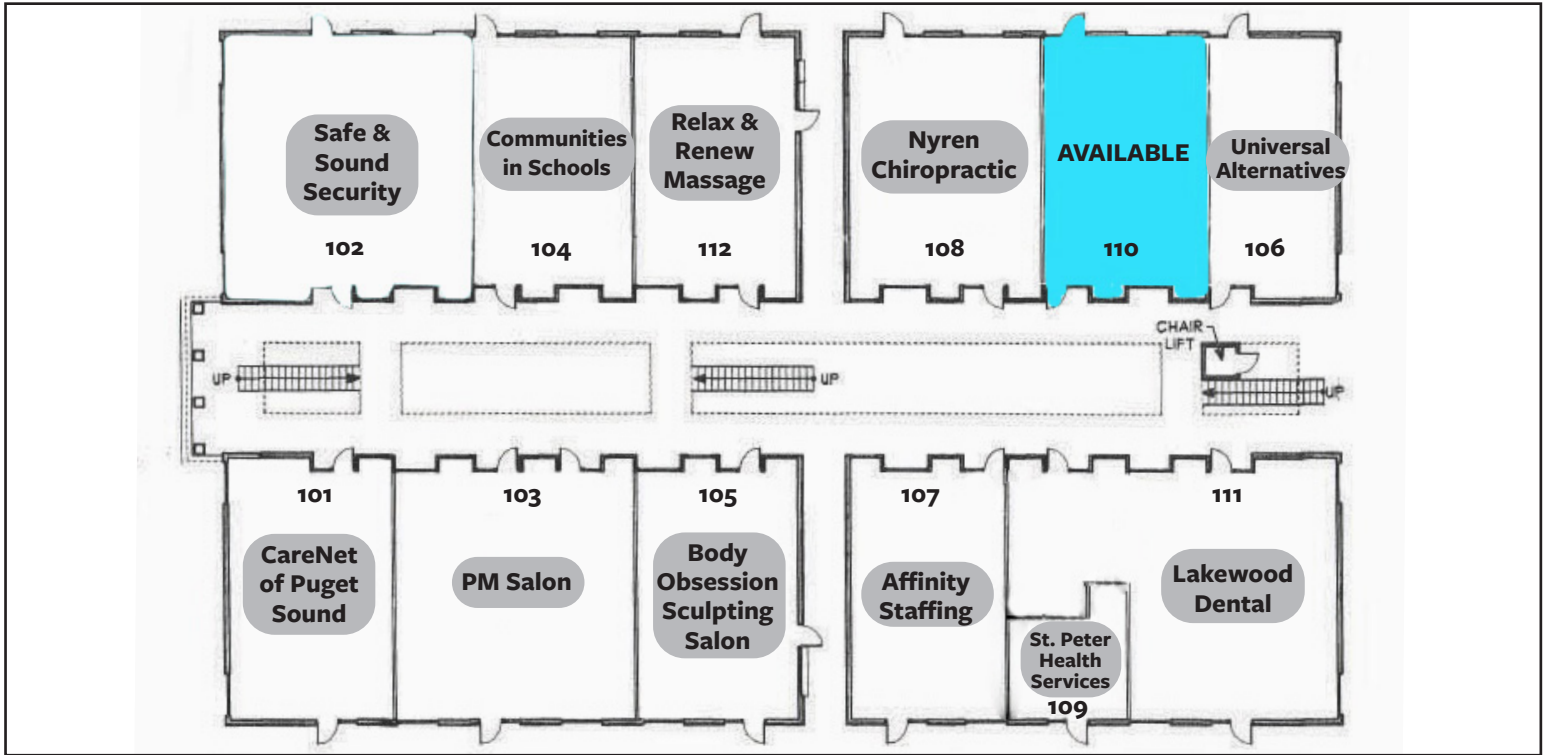 Safe &
Sound
Security
102
Communities
in Schools
104
Relax &
Renew
Massage
112
Nyren
Chiropractic
108
AVAILABLE
110
Universal
Alternatives
106
CHAIR
LIFT
UP
UP
UP
101
CareNet
of Puget
Sound
103
PM Salon
105
Body
Obsession
Sculpting
Salon
107
Affinity
Staffing
St. Peter
Health
Services
109
111
Lakewood
Dental